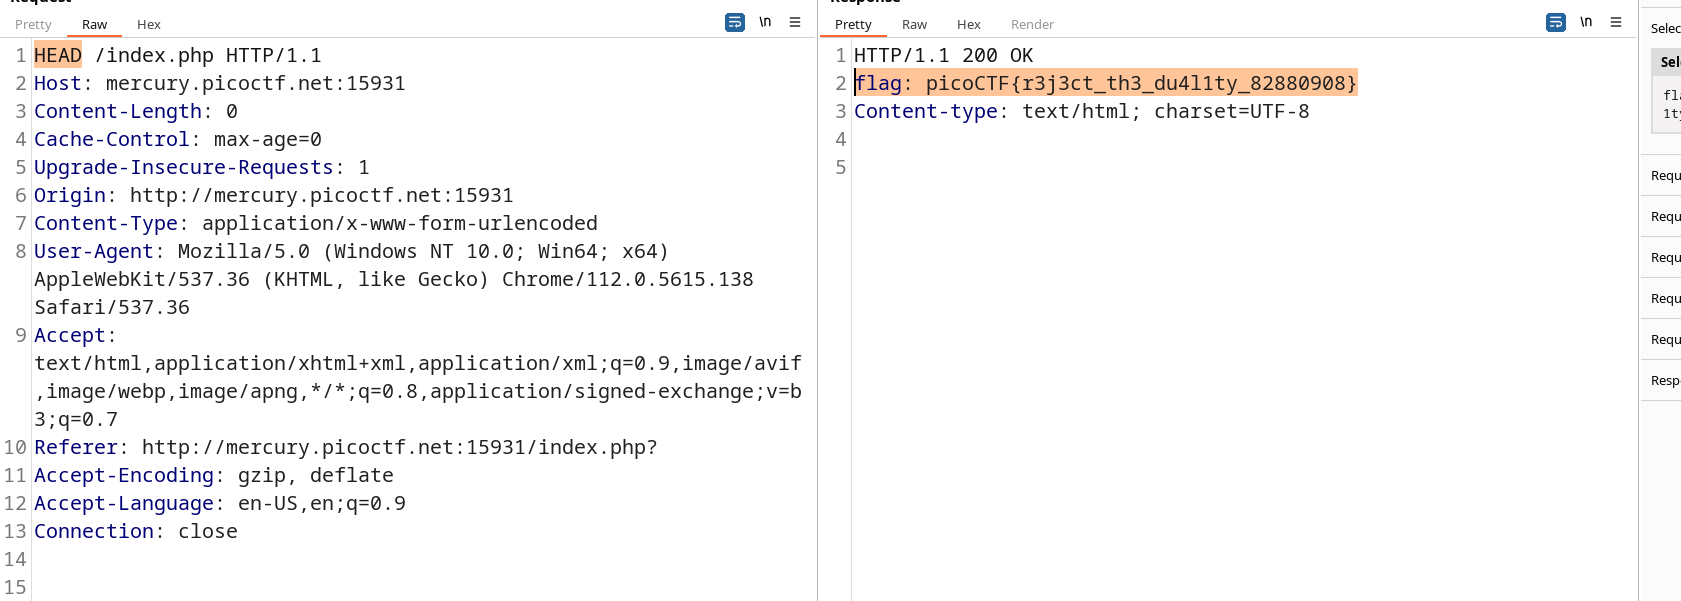 Request
Response
Pretty Raw Hex
\n
Pretty Raw Hex Render
\n
1 HEAD /index.php HTTP/1.1
2 Host: mercury.picoctf.net:15931
3 Content-Length: 0
4 Cache-Control: max-age=0
5 Upgrade-Insecure-Requests: 1
6 Origin: http://mercury.picoctf.net:15931
7 Content-Type: application/x-www-form-urlencoded
8 User-Agent: Mozilla/5.0 (Windows NT 10.0; Win64; x64)
AppleWebKit/537.36 (KHTML, like Gecko) Chrome/112.0.5615.138
Safari/537.36
9 Accept:
text/html,application/xhtml+xml,application/xml;q=0.9,image/avif
,image/webp,image/apng,*/*;q=0.8,application/signed-exchange;v=b
3;q=0.7
10 Referer: http://mercury.picoctf.net:15931/index.php?
11 Accept-Encoding: gzip, deflate
12 Accept-Language: en-US,en;q=0.9
13 Connection: close
14
15
1 HTTP/1.1 200 OK
2 flag: picoCTF{r3j3ct_th3_du4l1ty_82880908}
3 Content-type: text/html; charset=UTF-8
4
5
Selec
Sel
fla
1ty
Requ
Requ
Requ
Requ
Requ
Resp